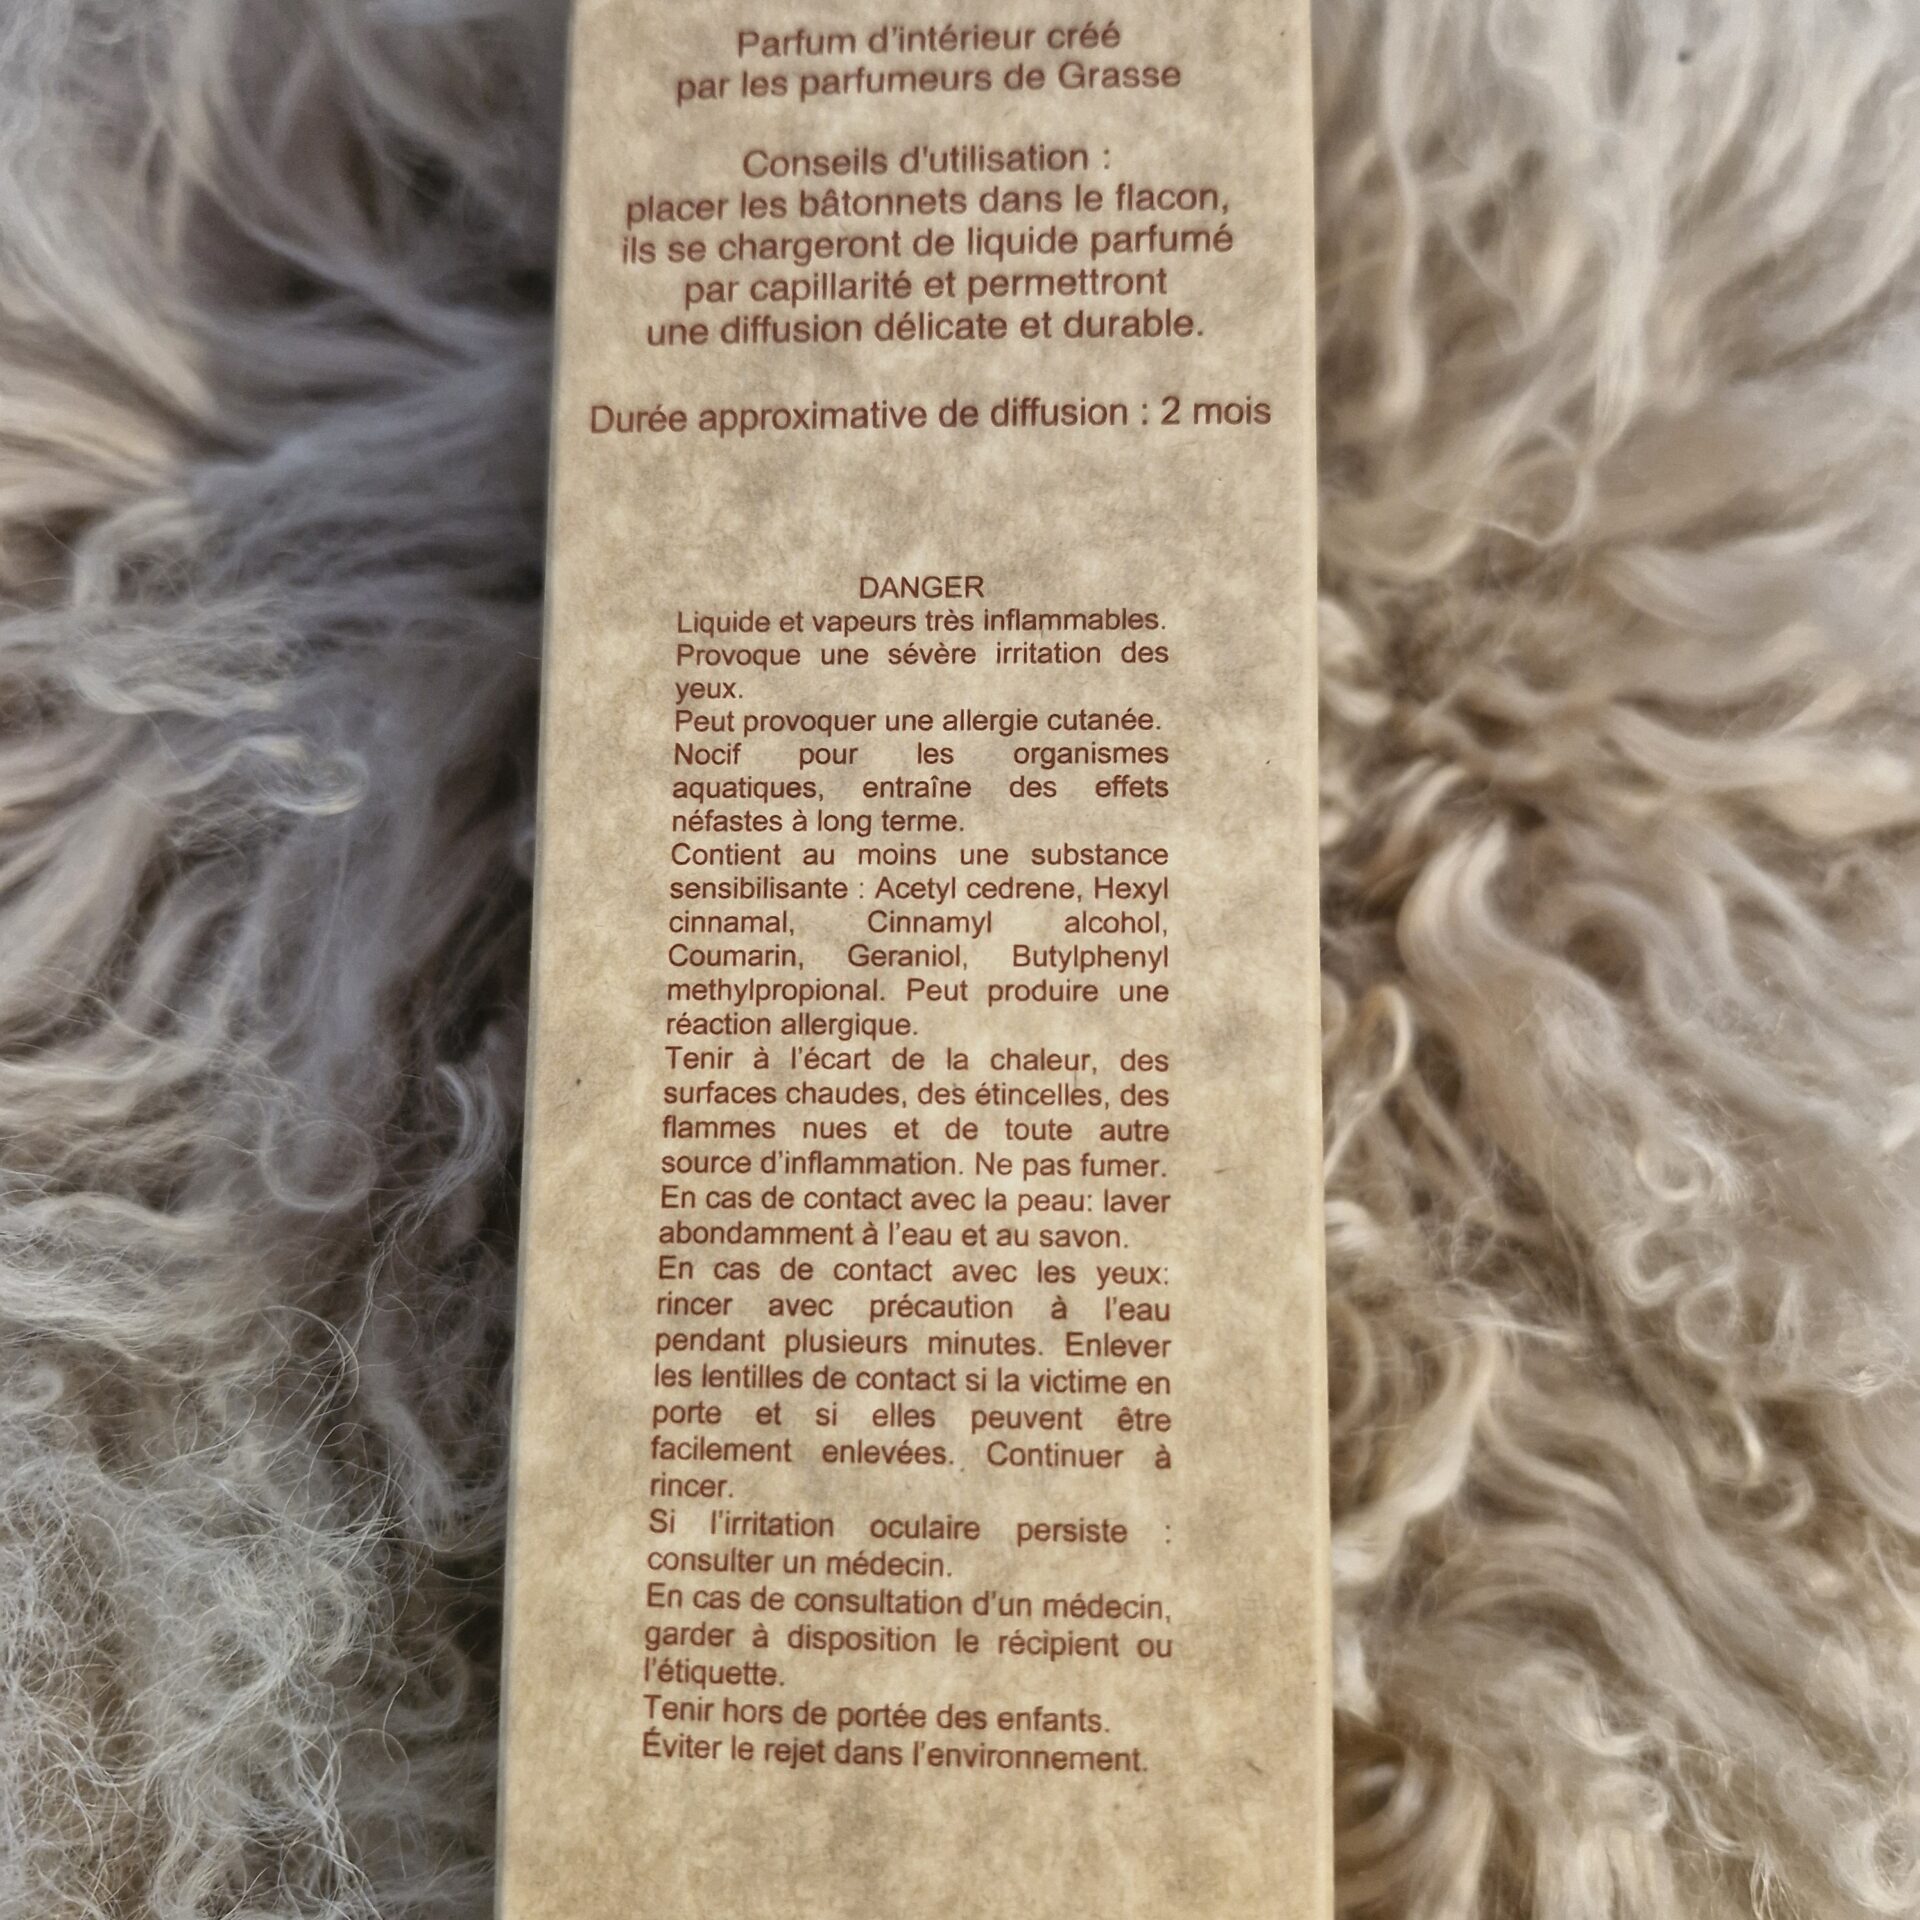 Parfum d'intérieur créé
par les parfumeurs de Grasse
Conseils d'utilisation :
placer les bâtonnets dans le flacon,
ils se chargeront de liquide parfumé
par capillarité et permettront
une diffusion délicate et durable.
Durée approximative de diffusion : 2 mois
DANGER
Liquide et vapeurs très inflammables.
Provoque une sévère irritation des
yeux.
Peut provoquer une allergie cutanée.
Nocif pour les organismes
aquatiques, entraîne des effets
néfastes à long terme.
Contient au moins une substance
sensibilisante : Acetyl cedrene, Hexyl
cinnamal, Cinnamyl alcohol,
Coumarin, Geraniol, Butylphenyl
methylpropional. Peut produire une
réaction allergique.
Tenir à l'écart de la chaleur, des
surfaces chaudes, des étincelles, des
flammes nues et de toute autre
source d'inflammation. Ne pas fumer.
En cas de contact avec la peau: laver
abondamment à l'eau et au savon.
En cas de contact avec les yeux:
rincer avec précaution à l'eau
pendant plusieurs minutes. Enlever
les lentilles de contact si la victime en
porte et si elles peuvent être
facilement enlevées. Continuer à
rincer.
Si l'irritation oculaire persiste :
consulter un médecin.
En cas de consultation d'un médecin,
garder à disposition le récipient ou
l'étiquette.
Tenir hors de portée des enfants.
Éviter le rejet dans l'environnement.